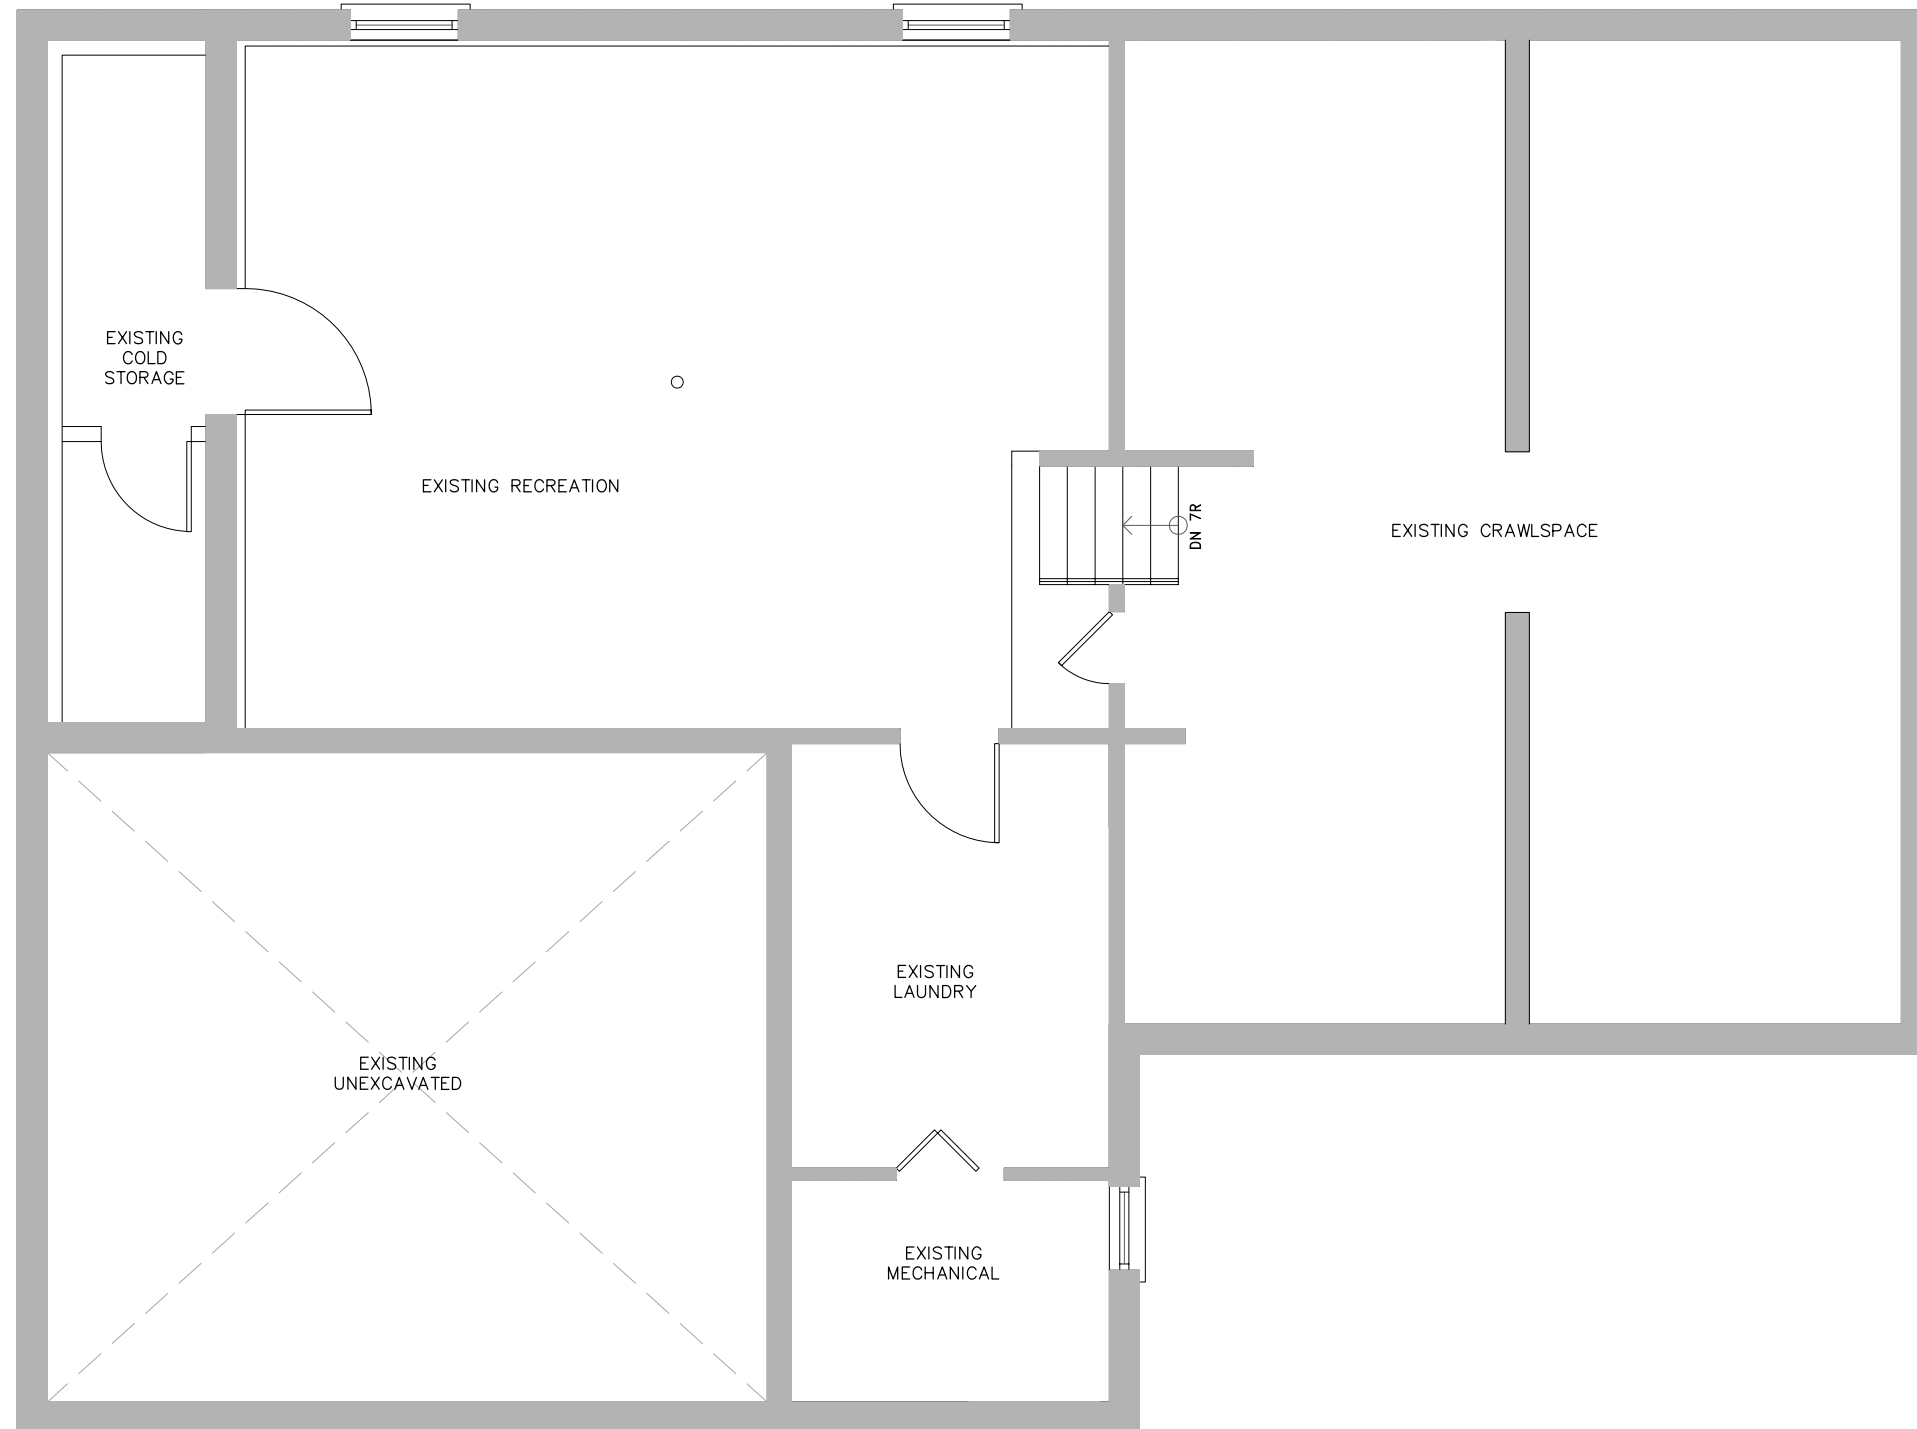 EXISTING
COLD
STORAGE
EXISTING RECREATION
DN 7R
EXISTING CRAWLSPACE
EXISTING
LAUNDRY
EXISTING
UNEXCAVATED
EXISTING
MECHANICAL